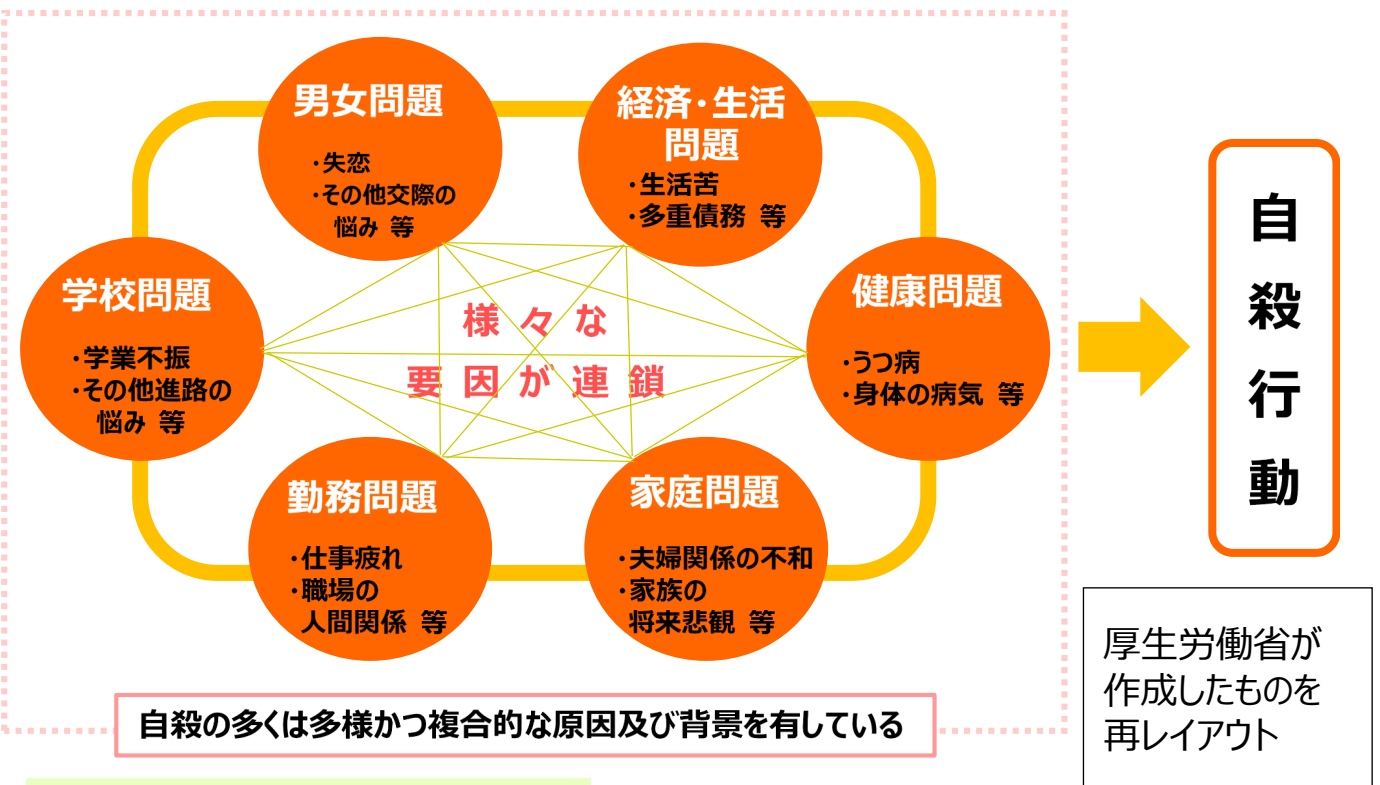 男女問題
・失恋
・その他交際の
悩み 等
経済・生活
問題
・生活苦
・多重債務 等
学校問題
・学業不振
・その他進路の
悩み 等
様々な
要因が連鎖
健康問題
・うつ病
・身体の病気 等
勤務問題
・仕事疲れ
・職場の
人間関係 等
家庭問題
・夫婦関係の不和
・家族の
将来悲観 等
自殺の多くは多様かつ複合的な原因及び背景を有している
自
殺
行
動
厚生労働省が
作成したものを
再レイアウト